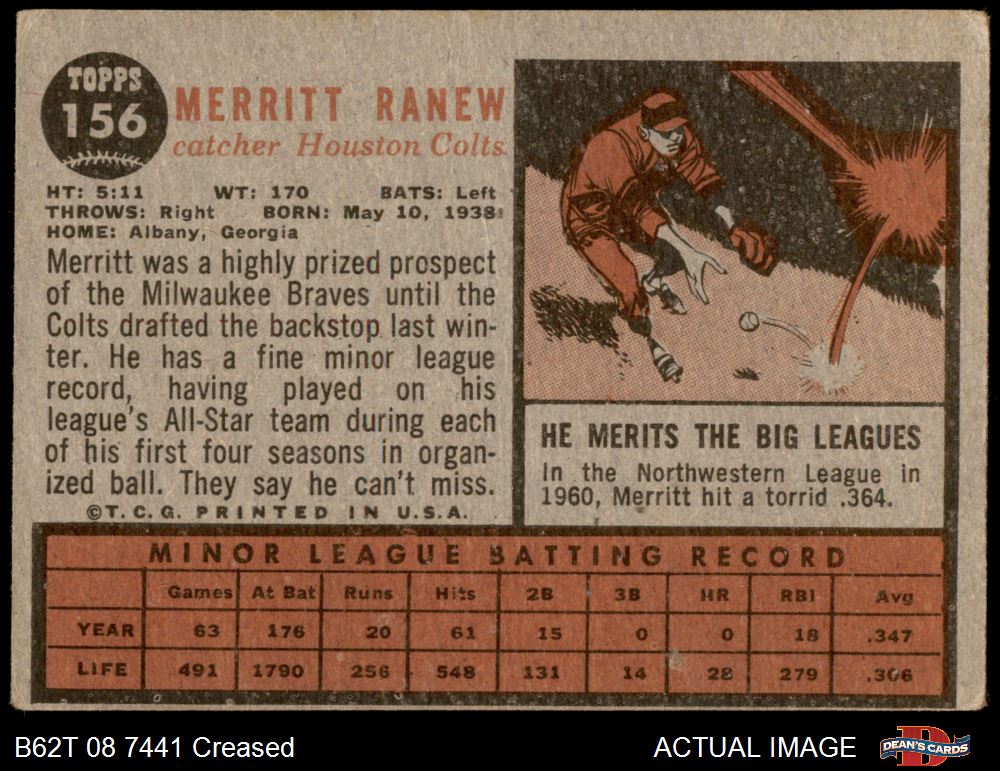 TOPPS
156
MERRITT RANEW
catcher Houston Colts
HT: 5:11 WT: 170 BATS: Left
THROWS: Right BORN: May 10, 1938
HOME: Albany, Georgia
Merritt was a highly prized prospect
of the Milwaukee Braves until the
Colts drafted the backstop last win-
ter. He has a fine minor league
record, having played on his
league's All-Star team during each
of his first four seasons in organ-
ized ball. They say he can't miss.
©T.C.G. PRINTED IN U.S.A.
HE MERITS THE BIG LEAGUES
In the Northwestern League in
1960, Merritt hit a torrid .364.
MINOR LEAGUE BATTING RECORD
Games At Bat Runs Hits 2B 3B HR RBI Avg
YEAR 63 176 20 61 15 0 0 18 .347
LIFE 491 1790 256 548 131 14 28 279 .306
B62T 08 7441 Creased
ACTUAL IMAGE
DEAN'S CARDS